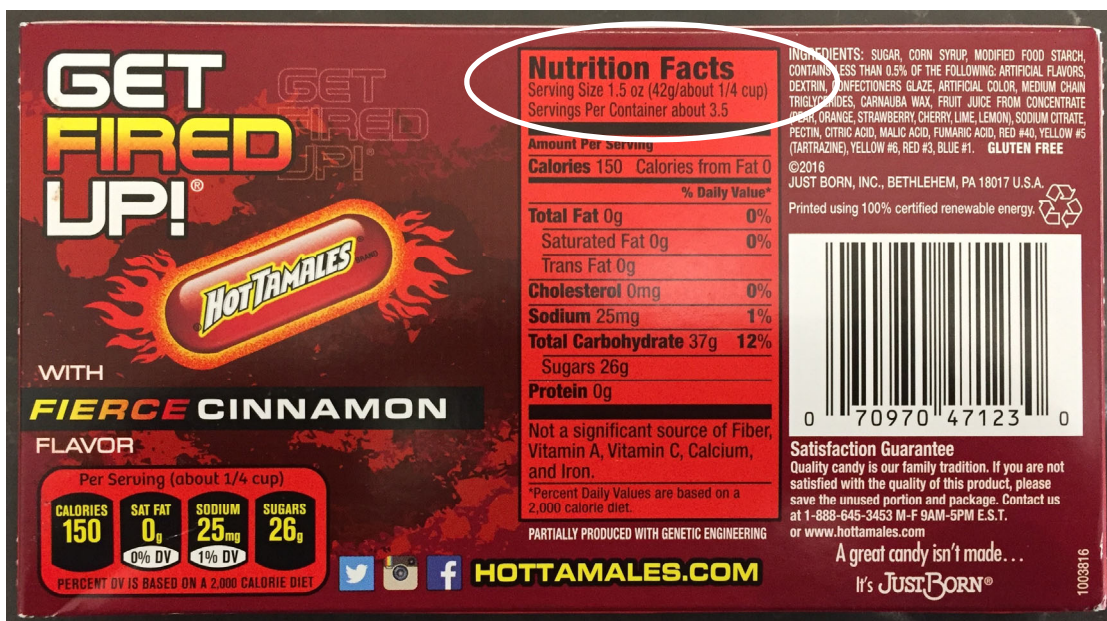 GET
FIRED
UP!®
GET
FIRED
UP!®
HOT TAMALES
BRAND
WITH
FIERCE CINNAMON
FLAVOR
Per Serving (about 1/4 cup)
CALORIES
150
SAT FAT
0g
0% DV
SODIUM
25mg
1% DV
SUGARS
26g
PERCENT DV IS BASED ON A 2,000 CALORIE DIET
Nutrition Facts
Serving Size 1.5 oz (42g/about 1/4 cup)
Servings Per Container about 3.5
Amount Per Serving
Calories 150 Calories from Fat 0
% Daily Value*
Total Fat 0g 0%
Saturated Fat 0g 0%
Trans Fat 0g
Cholesterol 0mg 0%
Sodium 25mg 1%
Total Carbohydrate 37g 12%
Sugars 26g
Protein 0g
Not a significant source of Fiber,
Vitamin A, Vitamin C, Calcium,
and Iron.
*Percent Daily Values are based on a
2,000 calorie diet.
PARTIALLY PRODUCED WITH GENETIC ENGINEERING
f HOTTAMALES.COM
INGREDIENTS: SUGAR, CORN SYRUP, MODIFIED FOOD STARCH,
CONTAINS LESS THAN 0.5% OF THE FOLLOWING: ARTIFICIAL FLAVORS,
DEXTRIN, CONFECTIONERS GLAZE, ARTIFICIAL COLOR, MEDIUM CHAIN
TRIGLYCERIDES, CARNAUBA WAX, FRUIT JUICE FROM CONCENTRATE
(PEAR, ORANGE, STRAWBERRY, CHERRY, LIME, LEMON), SODIUM CITRATE,
PECTIN, CITRIC ACID, MALIC ACID, FUMARIC ACID, RED #40, YELLOW #5
(TARTRAZINE), YELLOW #6, RED #3, BLUE #1. GLUTEN FREE
©2016
JUST BORN, INC., BETHLEHEM, PA 18017 U.S.A.
Printed using 100% certified renewable energy.
0 70970 47123 0
Satisfaction Guarantee
Quality candy is our family tradition. If you are not
satisfied with the quality of this product, please
save the unused portion and package. Contact us
at 1-888-645-3453 M-F 9AM-5PM E.S.T.
or www.hottamales.com
A great candy isn't made...
It's JUST BORN®
1003816